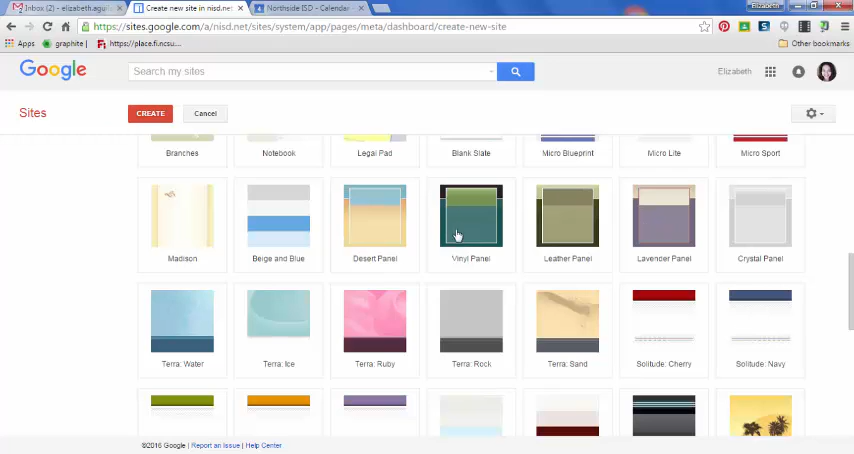 Elizabeth
Inbox (2) - elizabeth.agui
Create new site in nisd.net
Northside ISD - Calendar
https://sites.google.com/a/nisd.net/sites/system/app/pages/meta/dashboard/create-new-site
Apps
graphite |
https://place.fi.ncsu...
Other bookmarks
Google
Search my sites
Elizabeth
Sites
CREATE
Cancel
Branches
Notebook
Legal Pad
Blank Slate
Micro Blueprint
Micro Lite
Micro Sport
Madison
Beige and Blue
Desert Panel
Vinyl Panel
Leather Panel
Lavender Panel
Crystal Panel
Terra: Water
Terra: Ice
Terra: Ruby
Terra: Rock
Terra: Sand
Solitude: Cherry
Solitude: Navy
©2016 Google | Report an Issue | Help Center